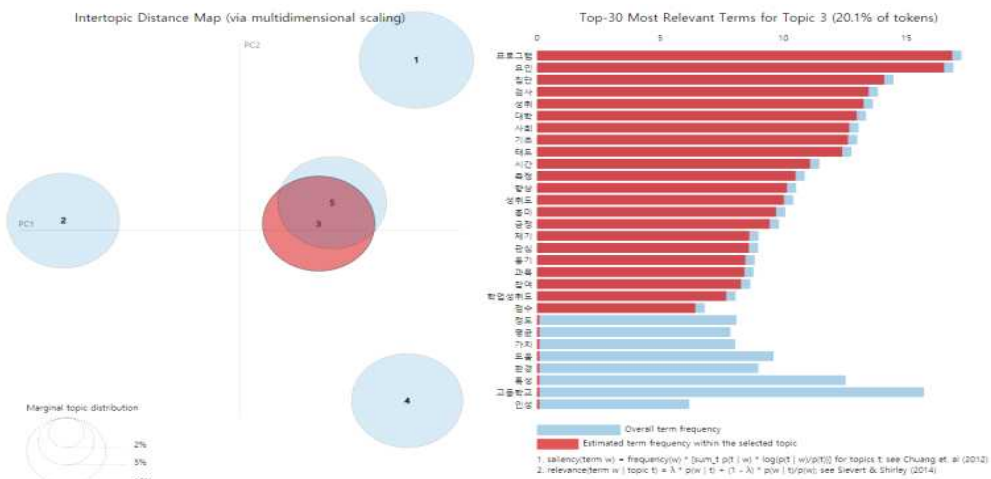 Intertopic Distance Map (via multidimensional scaling)
PC2
1
5
2
3
PC1
4
Marginal topic distribution
2%
5%
Top-30 Most Relevant Terms for Topic 3 (20.1% of tokens)
0 5 10 15
프로그램
요인
집단
검사
성취
대학
사회
기초
태도
시간
측정
향상
성취도
흥미
긍정
제기
관심
동기
과목
참여
학업성취도
점수
정도
평균
가치
도움
환경
특성
고등학교
인성
Overall term frequency
Estimated term frequency within the selected topic
1. saliency(term w) = frequency(w) * [sum_t p(t | w) * log(p(t | w)/p(t))] for topics t; see Chuang et. al (2012)
2. relevance(term w | topic t) = λ * p(w | t) + (1 - λ) * p(w | t)/p(w); see Sievert & Shirley (2014)